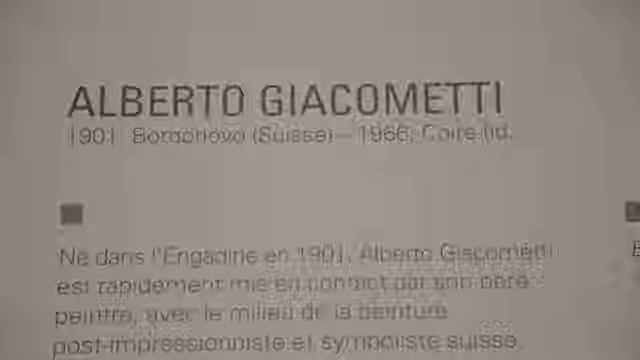 ALBERTO GIACOMETTI
1901, Borgonovo (Suisse) – 1966, Coire (id.
Né dans l'Engadine en 1901, Alberto Giacometti
est rapidement mis en contact par son père
peintre, avec le milieu de la peinture
post-impressionniste et symboliste suisse.